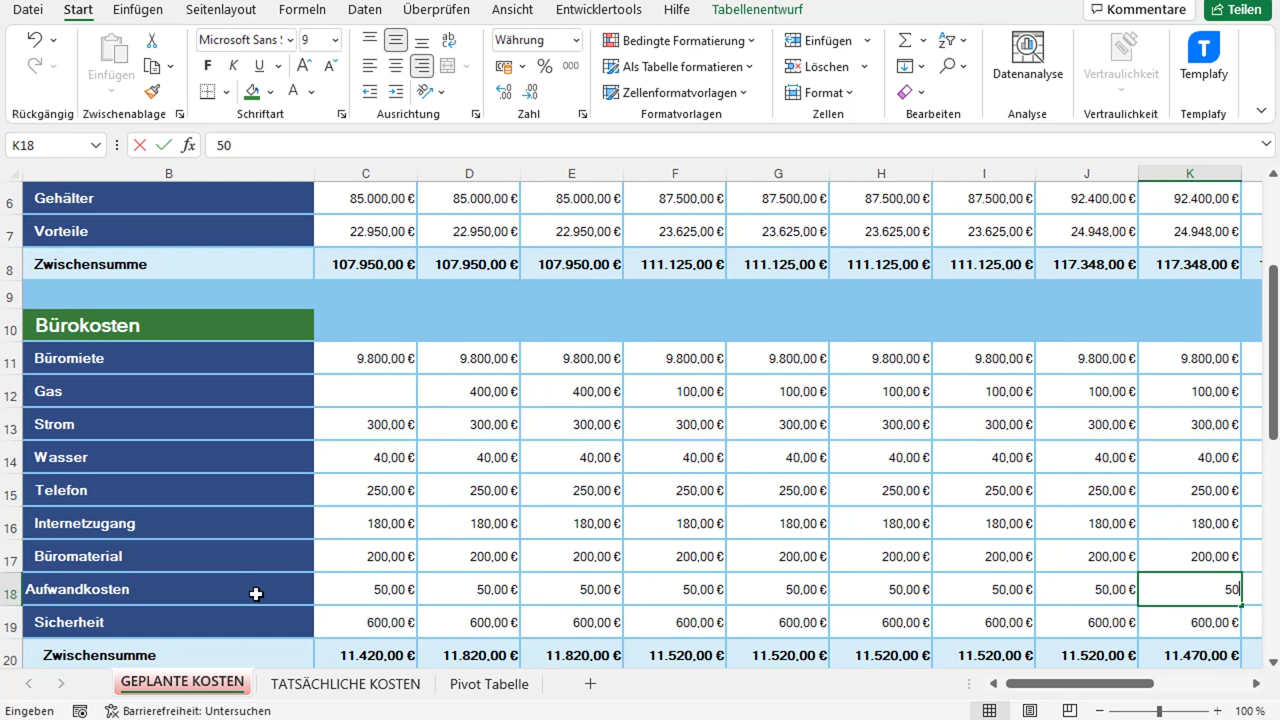 Datei Start Einfügen Seitenlayout Formeln Daten Überprüfen Ansicht Entwicklertools Hilfe Tabellenentwurf Kommentare Teilen
Einfügen Microsoft Sans 9 Währung Bedingte Formatierung Einfügen Datenanalyse Vertraulichkeit Templafy
F K U A A % 000 Als Tabelle formatieren Löschen
A Zellenformatvorlagen Format
Rückgängig Zwischenablage Schriftart Ausrichtung Zahl Formatvorlagen Zellen Bearbeiten Analyse Vertraulichkeit Templafy
K18 fx 50
B C D E F G H I J K
6 Gehälter 85.000,00 € 85.000,00 € 85.000,00 € 87.500,00 € 87.500,00 € 87.500,00 € 87.500,00 € 92.400,00 € 92.400,00 €
7 Vorteile 22.950,00 € 22.950,00 € 22.950,00 € 23.625,00 € 23.625,00 € 23.625,00 € 23.625,00 € 24.948,00 € 24.948,00 €
8 Zwischensumme 107.950,00 € 107.950,00 € 107.950,00 € 111.125,00 € 111.125,00 € 111.125,00 € 111.125,00 € 117.348,00 € 117.348,00 €
9
10 Bürokosten
11 Büromiete 9.800,00 € 9.800,00 € 9.800,00 € 9.800,00 € 9.800,00 € 9.800,00 € 9.800,00 € 9.800,00 € 9.800,00 €
12 Gas 400,00 € 400,00 € 100,00 € 100,00 € 100,00 € 100,00 € 100,00 € 100,00 €
13 Strom 300,00 € 300,00 € 300,00 € 300,00 € 300,00 € 300,00 € 300,00 € 300,00 € 300,00 €
14 Wasser 40,00 € 40,00 € 40,00 € 40,00 € 40,00 € 40,00 € 40,00 € 40,00 € 40,00 €
15 Telefon 250,00 € 250,00 € 250,00 € 250,00 € 250,00 € 250,00 € 250,00 € 250,00 € 250,00 €
16 Internetzugang 180,00 € 180,00 € 180,00 € 180,00 € 180,00 € 180,00 € 180,00 € 180,00 € 180,00 €
17 Büromaterial 200,00 € 200,00 € 200,00 € 200,00 € 200,00 € 200,00 € 200,00 € 200,00 € 200,00 €
18 Aufwandkosten 50,00 € 50,00 € 50,00 € 50,00 € 50,00 € 50,00 € 50,00 € 50,00 € 50
19 Sicherheit 600,00 € 600,00 € 600,00 € 600,00 € 600,00 € 600,00 € 600,00 € 600,00 € 600,00 €
20 Zwischensumme 11.420,00 € 11.820,00 € 11.820,00 € 11.520,00 € 11.520,00 € 11.520,00 € 11.520,00 € 11.520,00 € 11.470,00 €
GEPLANTE KOSTEN TATSÄCHLICHE KOSTEN Pivot Tabelle
Eingeben Barrierefreiheit: Untersuchen 100 %